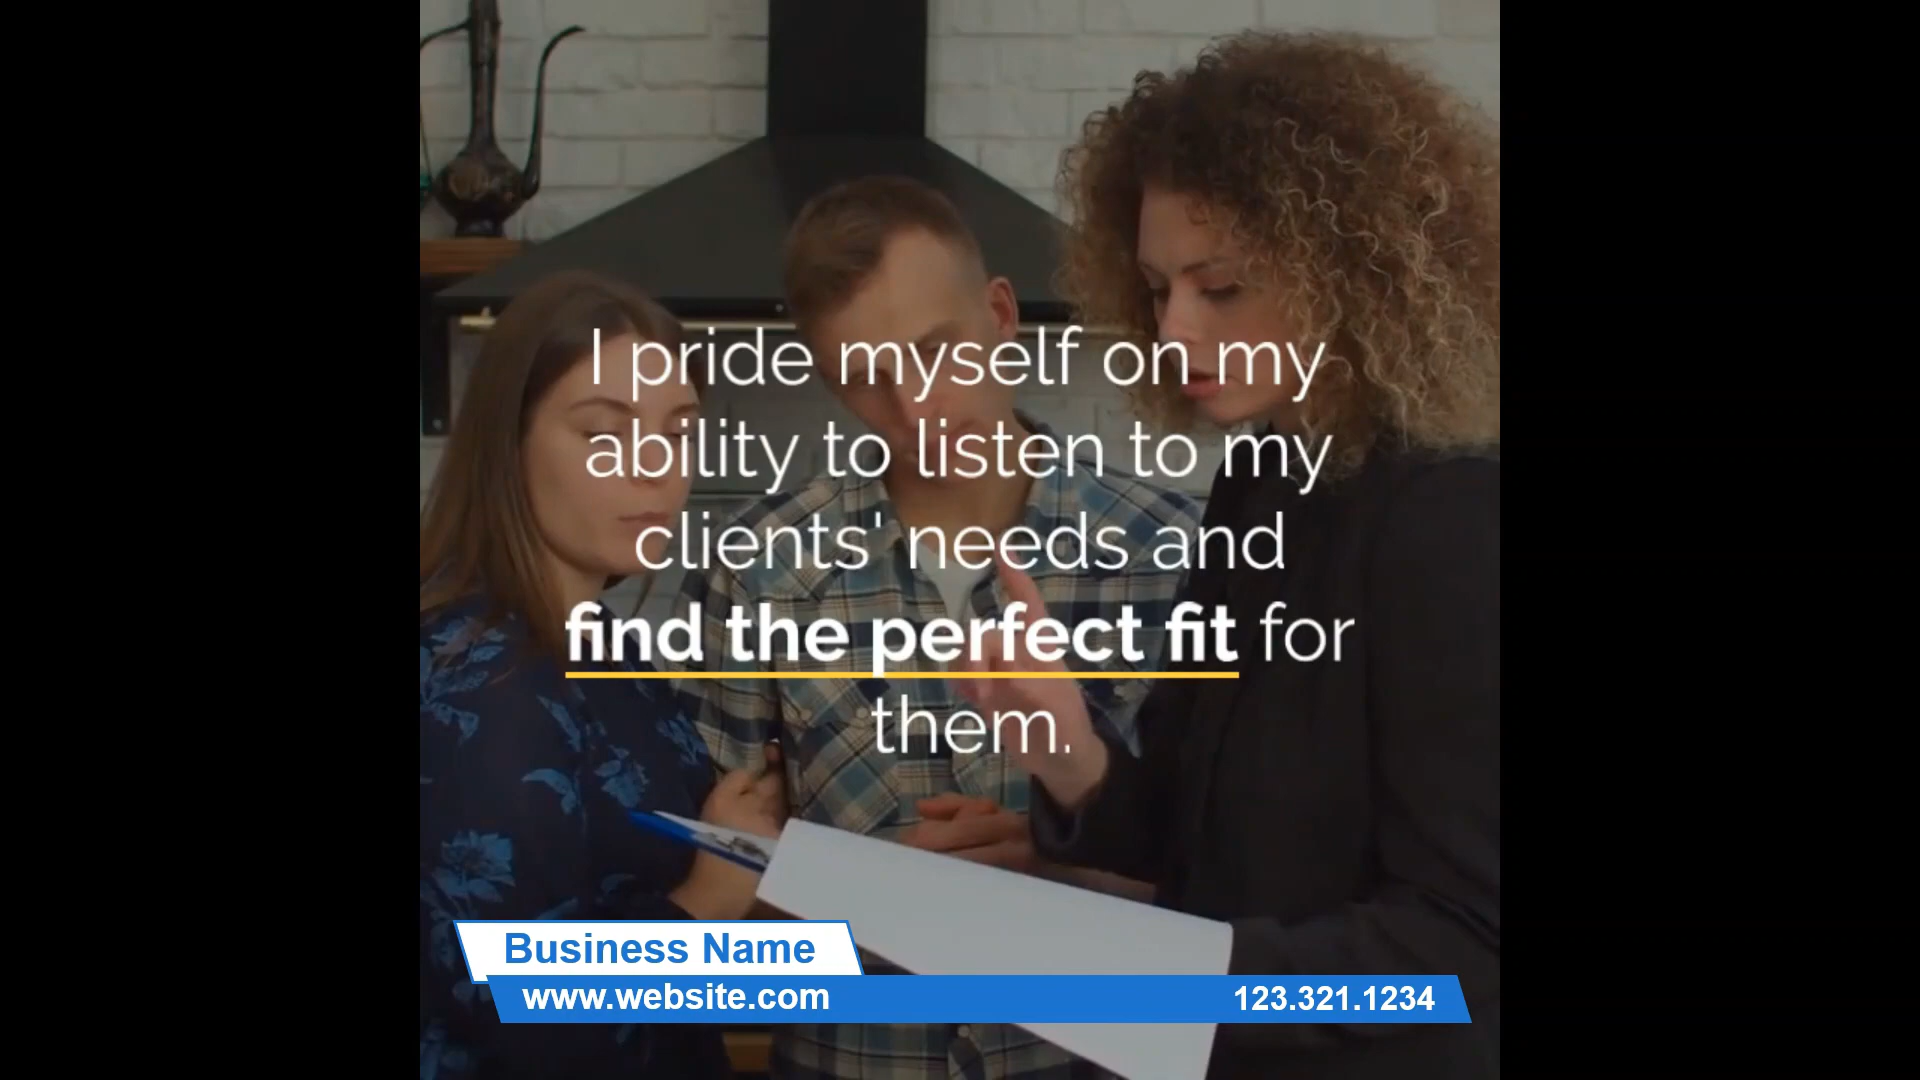 I pride myself on my
ability to listen to my
clients' needs and
find the perfect fit for
them.
Business Name
www.website.com
123.321.1234